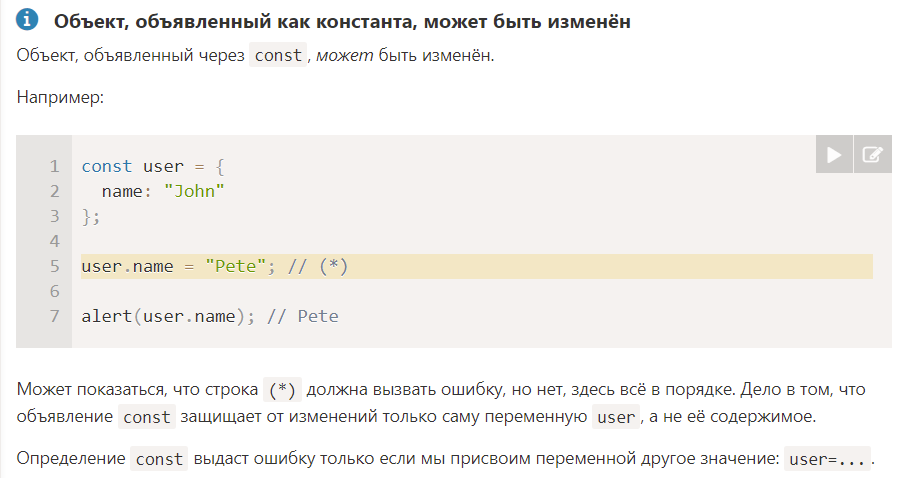 Объект, объявленный как константа, может быть изменён
Объект, объявленный через const, может быть изменён.
Например:
1 const user = {
2   name: "John"
3 };
4
5 user.name = "Pete"; // (*)
6
7 alert(user.name); // Pete
Может показаться, что строка (*) должна вызвать ошибку, но нет, здесь всё в порядке. Дело в том, что
объявление const защищает от изменений только саму переменную user, а не её содержимое.
Определение const выдаст ошибку только если мы присвоим переменной другое значение: user=....